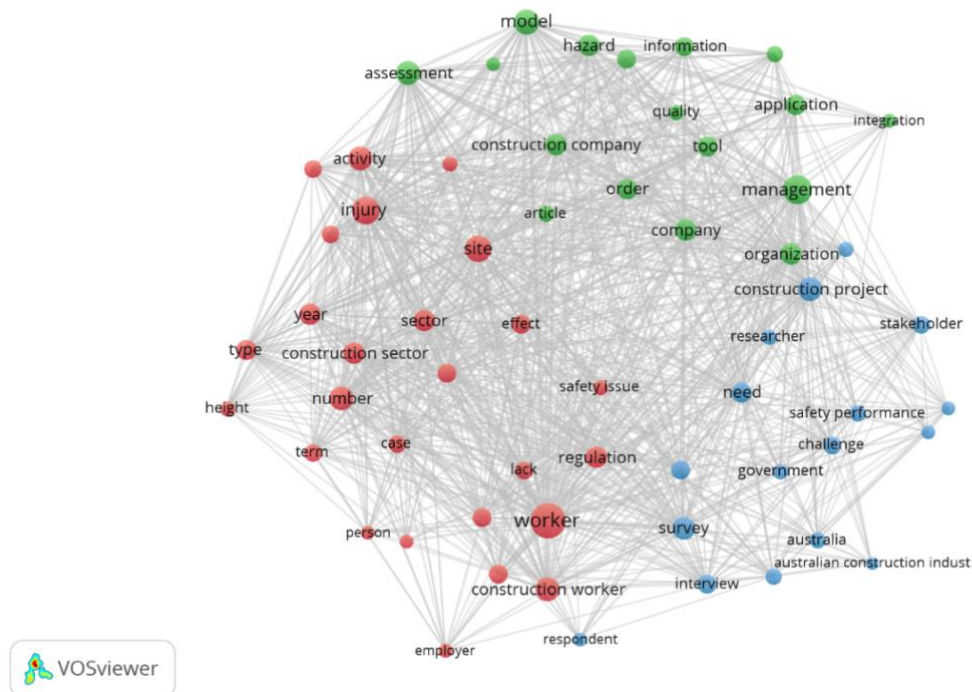 model
hazard
information
assessment
application
quality
integration
construction company
tool
activity
management
order
injury
article
company
site
organization
construction project
year
sector
effect
stakeholder
researcher
type
construction sector
safety issue
need
number
height
safety performance
case
challenge
term
regulation
lack
government
worker
survey
person
australia
australian construction indust
interview
construction worker
respondent
employer
VOSviewer